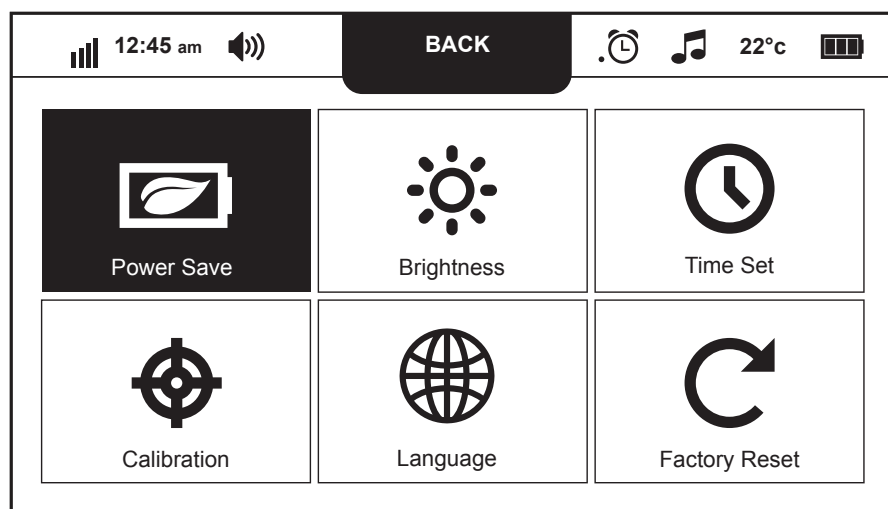 12:45 am BACK 22°c
Power Save Brightness Time Set
Calibration Language Factory Reset